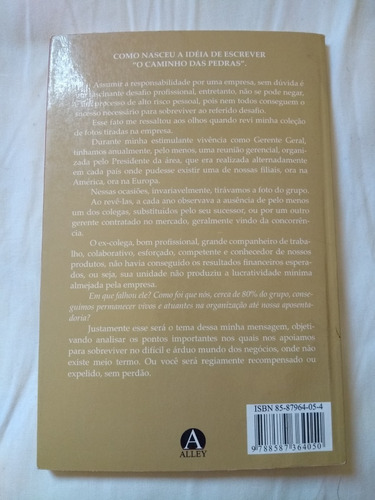 COMO NASCEU A IDÉIA DE ESCREVER
"O CAMINHO DAS PEDRAS".
Assumir a responsabilidade por uma empresa, sem dúvida é
fascinante desafio profissional, entretanto, não se pode negar,
é um processo de alto risco pessoal, pois nem todos conseguem o
sucesso necessário para sobreviver ao referido desafio.
Esse fato me ressaltou aos olhos quando revi minha coleção
de fotos tiradas na empresa.
Durante minha estimulante vivência como Gerente Geral,
tínhamos anualmente, pelo menos, uma reunião gerencial, organi-
zada pelo Presidente da área, que era realizada alternadamente
em cada país onde pudesse existir uma de nossas filiais, ora na
América, ora na Europa.
Nessas ocasiões, invariavelmente, tirávamos a foto do grupo.
Ao revê-las, a cada ano observava a ausência de pelo menos
um dos colegas, substituídos pelo seu sucessor, ou por um outro
gerente contratado no mercado, geralmente vindo da concorrên-
cia.
O ex-colega, bom profissional, grande companheiro de traba-
lho, colaborativo, esforçado, competente e conhecedor de nossos
produtos, não havia conseguido os resultados financeiros espera-
dos, ou seja, sua unidade não produziu a lucratividade mínima
almejada pela empresa.
Em que falhou ele? Como foi que nós, cerca de 80% do grupo, conse-
guimos permanecer vivos e atuantes na organização até nossa aposenta-
doria?
Justamente esse será o tema dessa minha mensagem, objeti-
vando analisar os pontos importantes nos quais nos apoiamos
para sobreviver no difícil e árduo mundo dos negócios, onde não
existe meio termo. Ou você será regiamente recompensado ou
expelido, sem perdão.
ISBN 85-87964-05-4
9 788587 364050
A
ALLEY